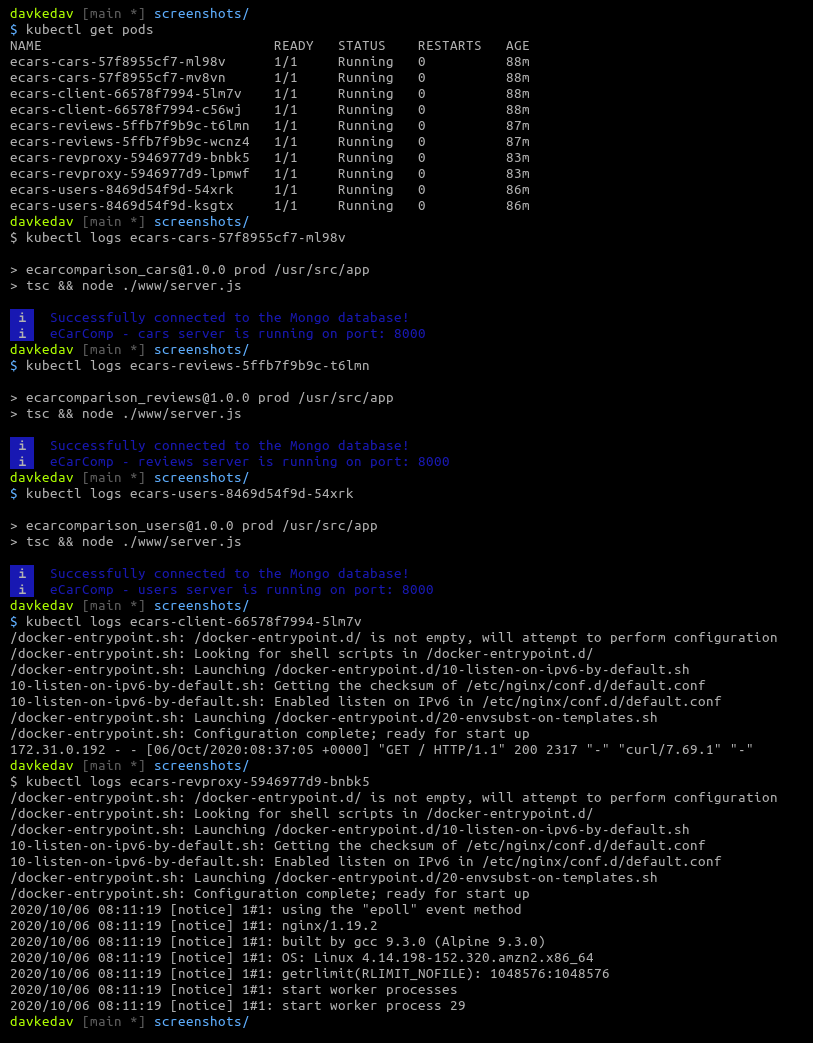 davkedav [main *] screenshots/
$ kubectl get pods
NAME                             READY   STATUS    RESTARTS   AGE
ecars-cars-57f8955cf7-ml98v      1/1     Running   0          88m
ecars-cars-57f8955cf7-mv8vn      1/1     Running   0          88m
ecars-client-66578f7994-5lm7v    1/1     Running   0          88m
ecars-client-66578f7994-c56wj    1/1     Running   0          88m
ecars-reviews-5ffb7f9b9c-t6lmn   1/1     Running   0          87m
ecars-reviews-5ffb7f9b9c-wcnz4   1/1     Running   0          87m
ecars-revproxy-5946977d9-bnbk5   1/1     Running   0          83m
ecars-revproxy-5946977d9-lpmwf   1/1     Running   0          83m
ecars-users-8469d54f9d-54xrk     1/1     Running   0          86m
ecars-users-8469d54f9d-ksgtx     1/1     Running   0          86m
davkedav [main *] screenshots/
$ kubectl logs ecars-cars-57f8955cf7-ml98v

> ecarcomparison_cars@1.0.0 prod /usr/src/app
> tsc && node ./www/server.js

 i   Successfully connected to the Mongo database!
 i   eCarComp - cars server is running on port: 8000
davkedav [main *] screenshots/
$ kubectl logs ecars-reviews-5ffb7f9b9c-t6lmn

> ecarcomparison_reviews@1.0.0 prod /usr/src/app
> tsc && node ./www/server.js

 i   Successfully connected to the Mongo database!
 i   eCarComp - reviews server is running on port: 8000
davkedav [main *] screenshots/
$ kubectl logs ecars-users-8469d54f9d-54xrk

> ecarcomparison_users@1.0.0 prod /usr/src/app
> tsc && node ./www/server.js

 i   Successfully connected to the Mongo database!
 i   eCarComp - users server is running on port: 8000
davkedav [main *] screenshots/
$ kubectl logs ecars-client-66578f7994-5lm7v
/docker-entrypoint.sh: /docker-entrypoint.d/ is not empty, will attempt to perform configuration
/docker-entrypoint.sh: Looking for shell scripts in /docker-entrypoint.d/
/docker-entrypoint.sh: Launching /docker-entrypoint.d/10-listen-on-ipv6-by-default.sh
10-listen-on-ipv6-by-default.sh: Getting the checksum of /etc/nginx/conf.d/default.conf
10-listen-on-ipv6-by-default.sh: Enabled listen on IPv6 in /etc/nginx/conf.d/default.conf
/docker-entrypoint.sh: Launching /docker-entrypoint.d/20-envsubst-on-templates.sh
/docker-entrypoint.sh: Configuration complete; ready for start up
172.31.0.192 - - [06/Oct/2020:08:37:05 +0000] "GET / HTTP/1.1" 200 2317 "-" "curl/7.69.1" "-"
davkedav [main *] screenshots/
$ kubectl logs ecars-revproxy-5946977d9-bnbk5
/docker-entrypoint.sh: /docker-entrypoint.d/ is not empty, will attempt to perform configuration
/docker-entrypoint.sh: Looking for shell scripts in /docker-entrypoint.d/
/docker-entrypoint.sh: Launching /docker-entrypoint.d/10-listen-on-ipv6-by-default.sh
10-listen-on-ipv6-by-default.sh: Getting the checksum of /etc/nginx/conf.d/default.conf
10-listen-on-ipv6-by-default.sh: Enabled listen on IPv6 in /etc/nginx/conf.d/default.conf
/docker-entrypoint.sh: Launching /docker-entrypoint.d/20-envsubst-on-templates.sh
/docker-entrypoint.sh: Configuration complete; ready for start up
2020/10/06 08:11:19 [notice] 1#1: using the "epoll" event method
2020/10/06 08:11:19 [notice] 1#1: nginx/1.19.2
2020/10/06 08:11:19 [notice] 1#1: built by gcc 9.3.0 (Alpine 9.3.0)
2020/10/06 08:11:19 [notice] 1#1: OS: Linux 4.14.198-152.320.amzn2.x86_64
2020/10/06 08:11:19 [notice] 1#1: getrlimit(RLIMIT_NOFILE): 1048576:1048576
2020/10/06 08:11:19 [notice] 1#1: start worker processes
2020/10/06 08:11:19 [notice] 1#1: start worker process 29
davkedav [main *] screenshots/